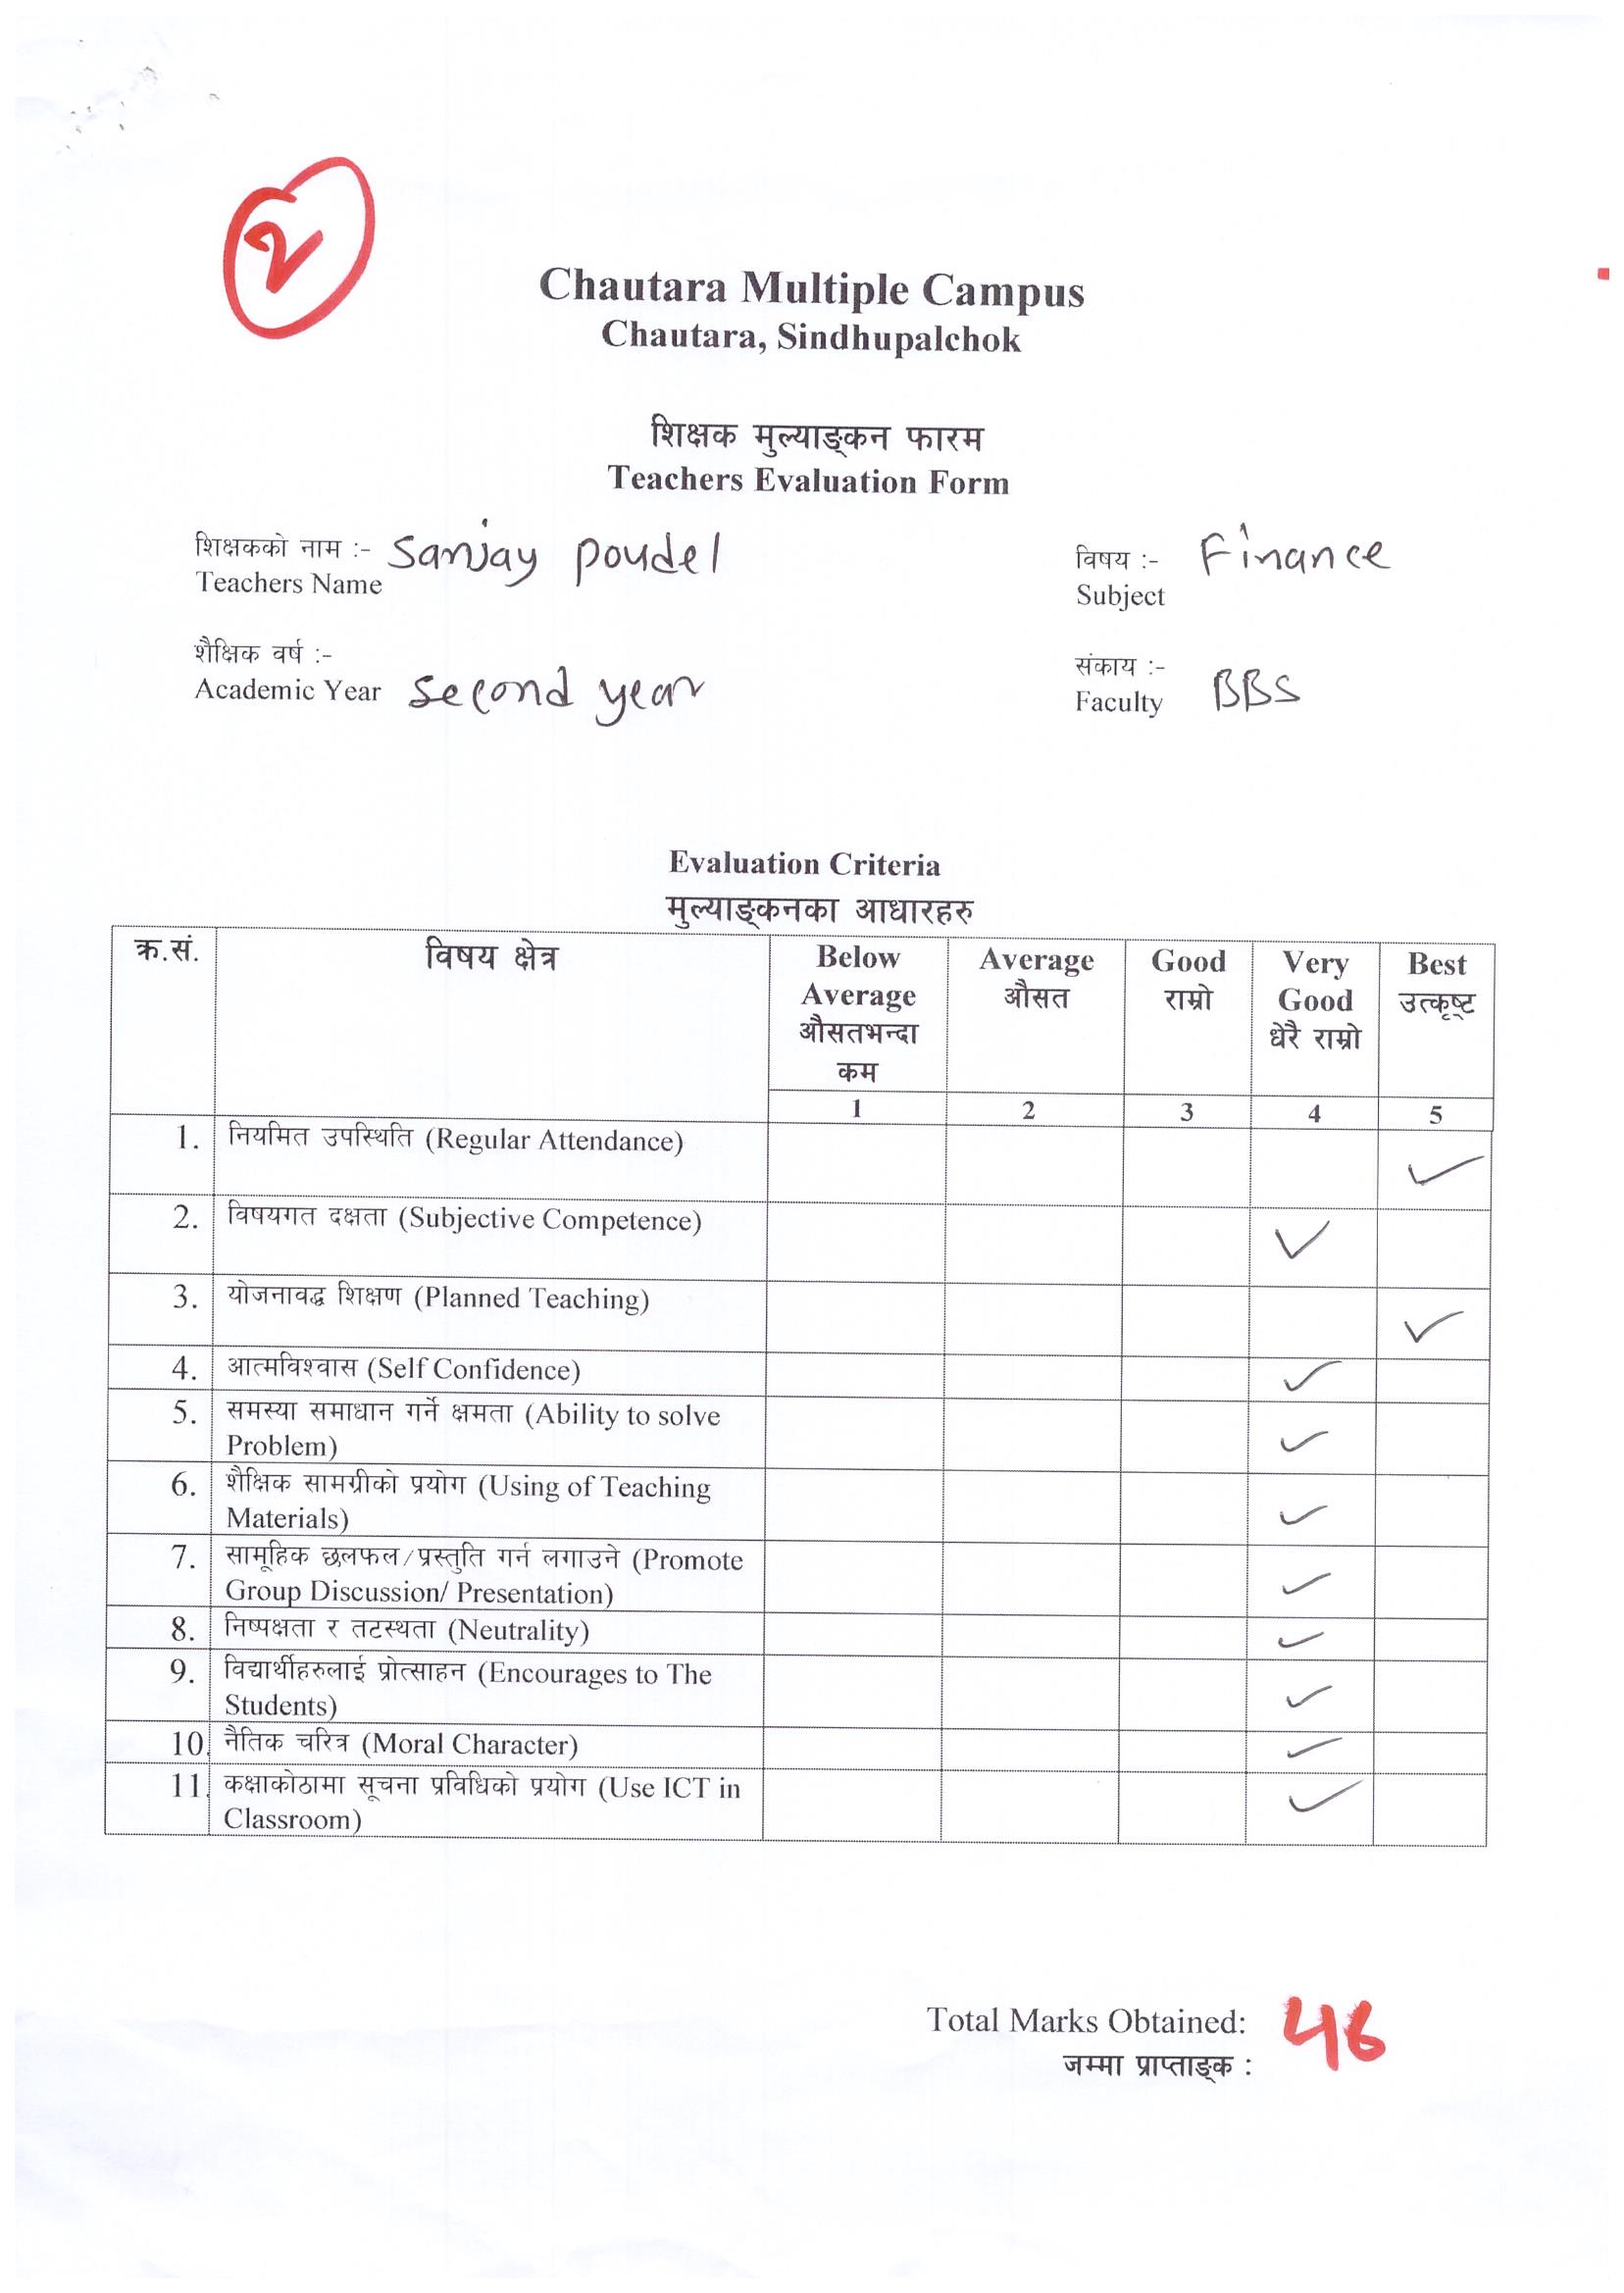 २
Chautara Multiple Campus
Chautara, Sindhupalchok
शिक्षक मुल्याङ्कन फारम
Teachers Evaluation Form
शिक्षकको नाम :- Sanjay Poudel
Teachers Name
विषय :- Finance
Subject
शैक्षिक वर्ष :-
Academic Year Second year
संकाय :-
Faculty BBS
Evaluation Criteria
मुल्याङ्कनका आधारहरु
क्र.सं. विषय क्षेत्र Below Average Good Very Best
Average औसत राम्रो Good उत्कृष्ट
औसतभन्दा धेरै राम्रो
कम
1 2 3 4 5
1. नियमित उपस्थिति (Regular Attendance) ✓
2. विषयगत दक्षता (Subjective Competence) ✓
3. योजनावद्ध शिक्षण (Planned Teaching) ✓
4. आत्मविश्वास (Self Confidence) ✓
5. समस्या समाधान गर्ने क्षमता (Ability to solve
Problem) ✓
6. शैक्षिक सामग्रीको प्रयोग (Using of Teaching
Materials) ✓
7. सामूहिक छलफल/प्रस्तुति गर्न लगाउने (Promote
Group Discussion/ Presentation) ✓
8. निष्पक्षता र तटस्थता (Neutrality) ✓
9. विद्यार्थीहरुलाई प्रोत्साहन (Encourages to The
Students) ✓
10. नैतिक चरित्र (Moral Character) ✓
11. कक्षाकोठामा सूचना प्रविधिको प्रयोग (Use ICT in
Classroom) ✓
Total Marks Obtained: 46
जम्मा प्राप्ताङ्क :